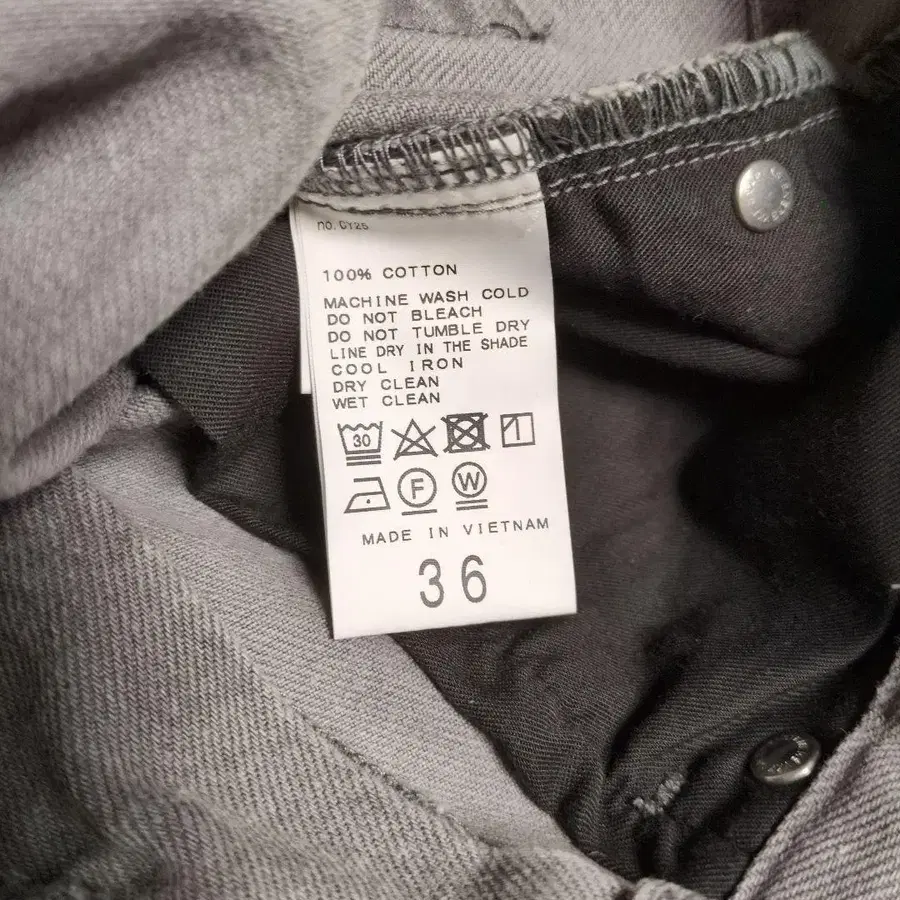 no. CY25
100% COTTON
MACHINE WASH COLD
DO NOT BLEACH
DO NOT TUMBLE DRY
LINE DRY IN THE SHADE
COOL IRON
DRY CLEAN
WET CLEAN
30
F W
MADE IN VIETNAM
36